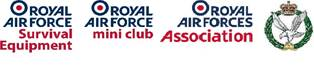 ROYAL
AIR FORCE
Survival
Equipment
ROYAL
AIR FORCE
mini club
ROYAL
AIR FORCES
Association